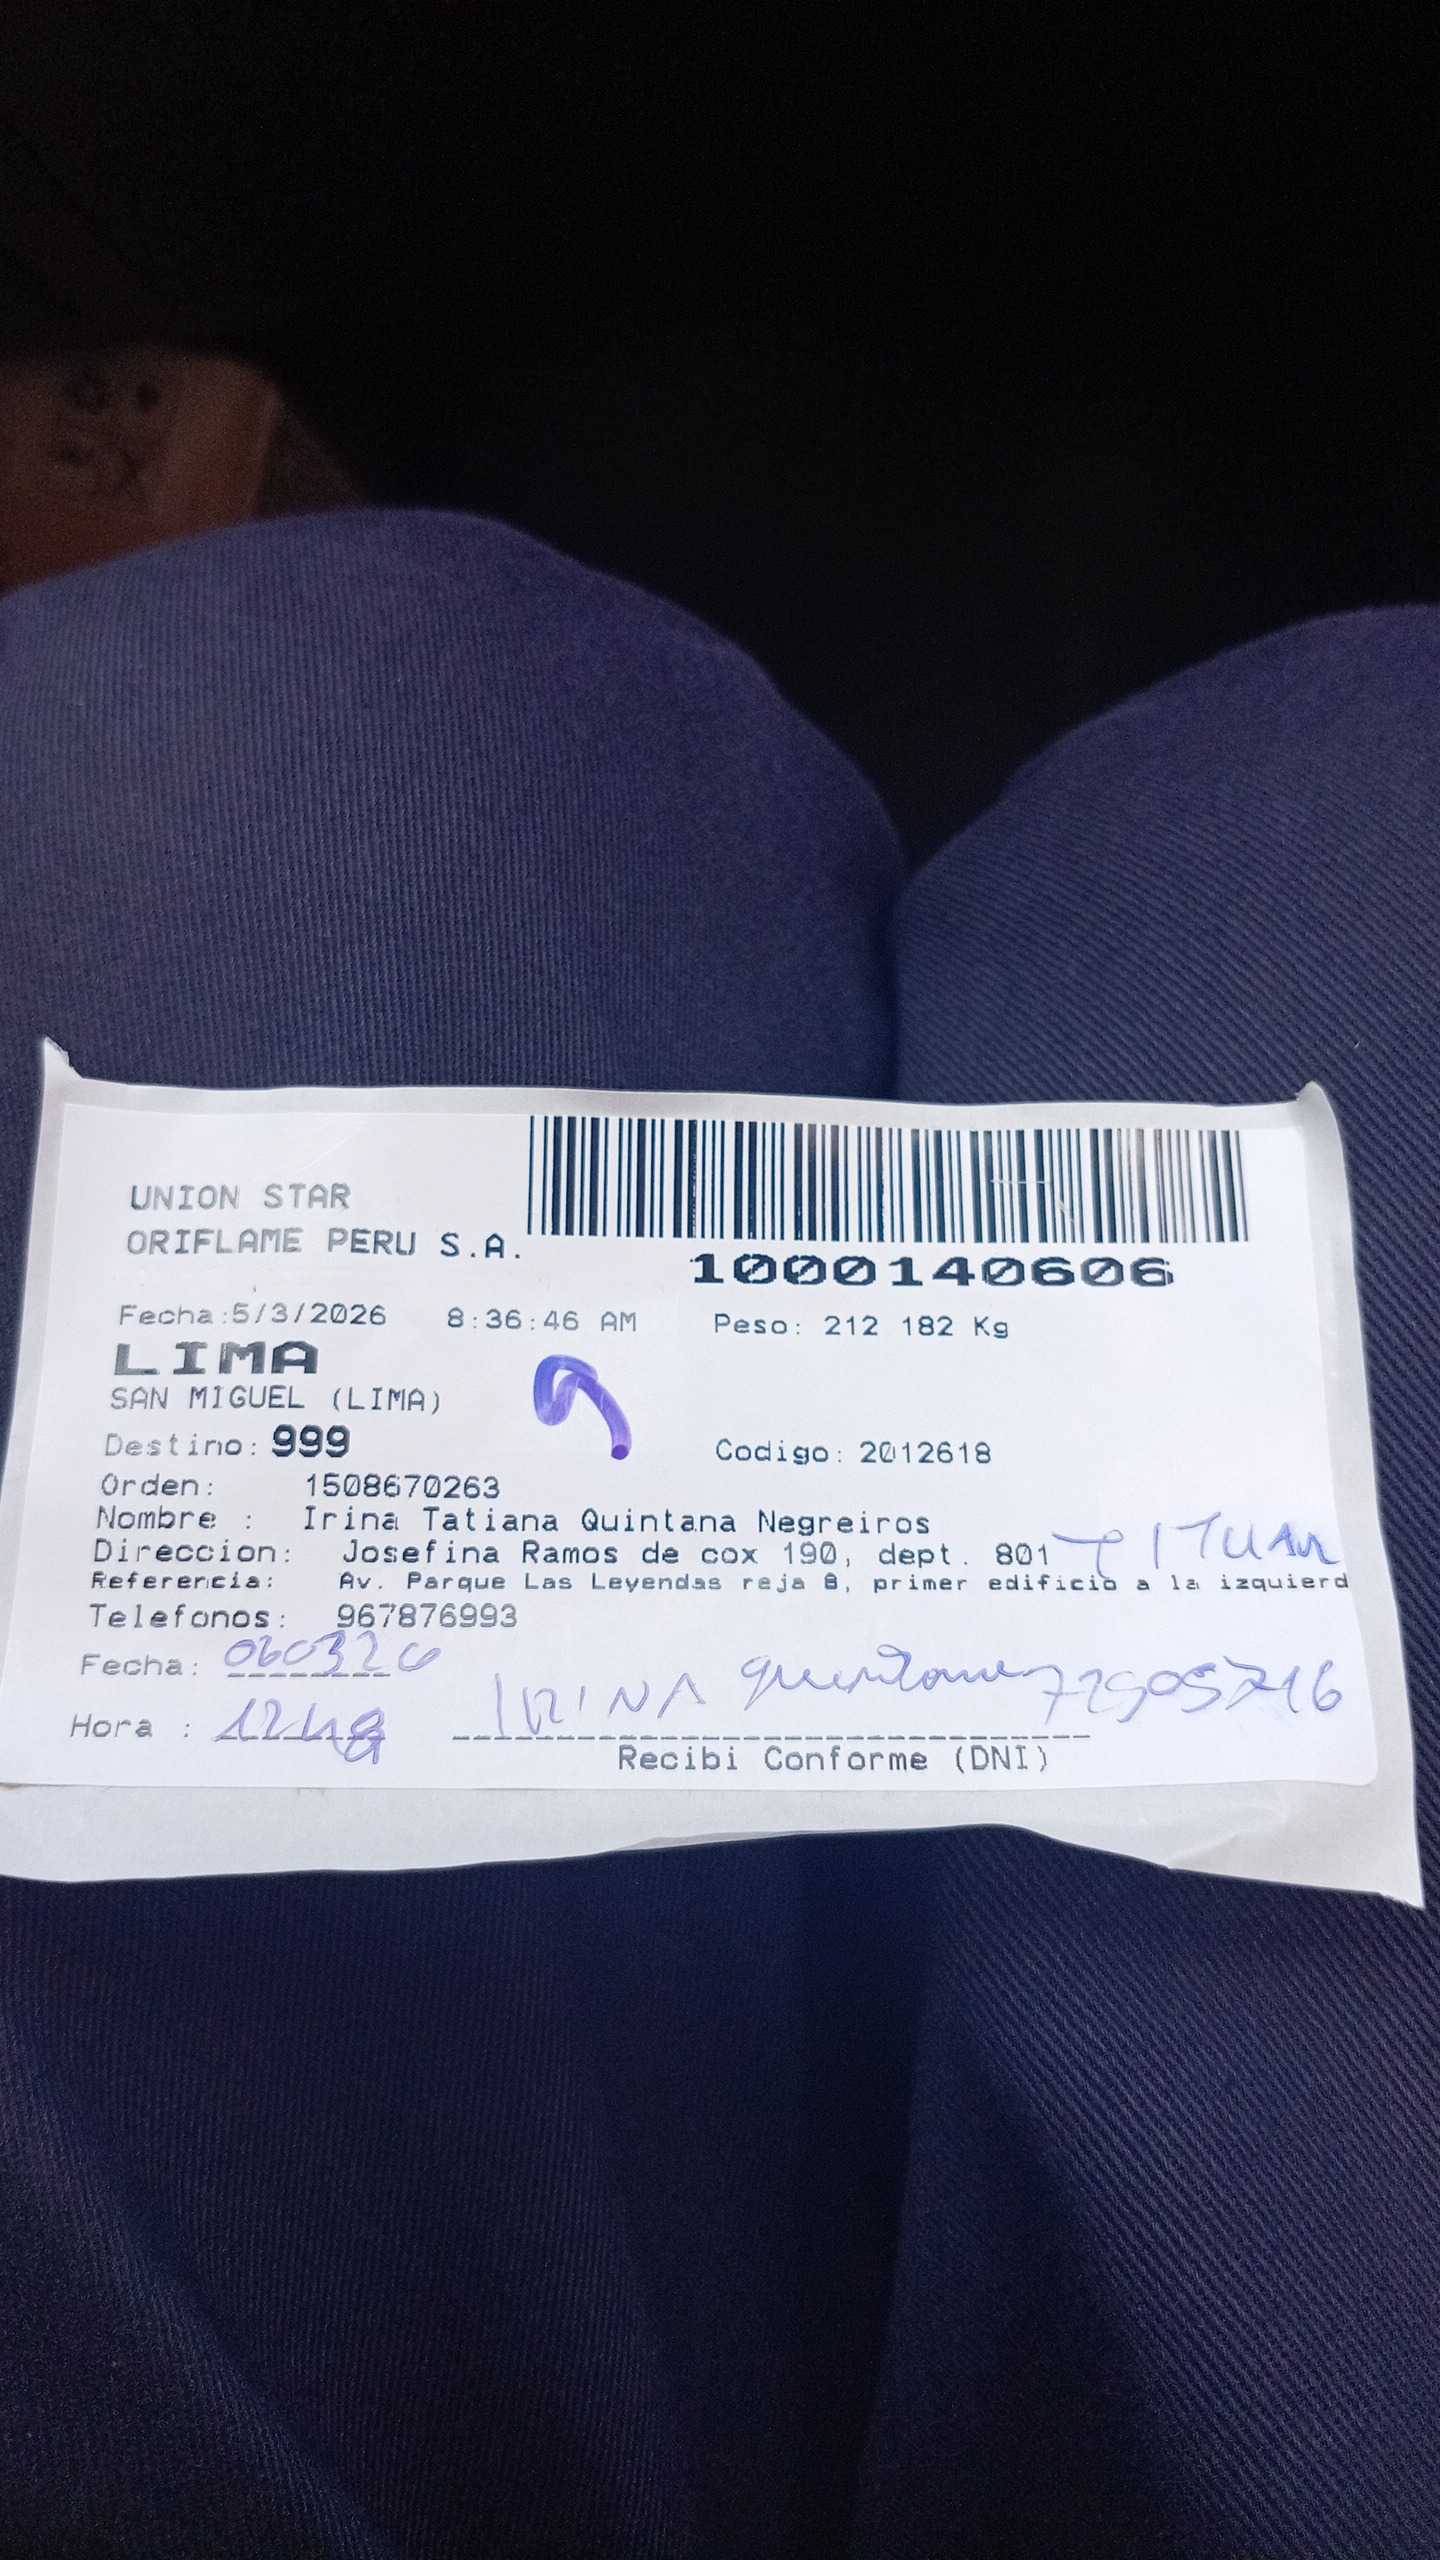 UNION STAR
ORIFLAME PERU S.A.
1000140606
Fecha:5/3/2026 8:36:46 AM Peso: 212 182 Kg
LIMA
SAN MIGUEL (LIMA)
Destino: 999 Codigo: 2012618
Orden: 1508670263
Nombre : Irina Tatiana Quintana Negreiros
Direccion: Josefina Ramos de cox 190, dept. 801
Referencia: Av. Parque Las Leyendas reja 8, primer edificio a la izquierd
Telefonos: 967876993
Fecha: 060326
Hora : IRINA Quintana
Recibi Conforme (DNI)